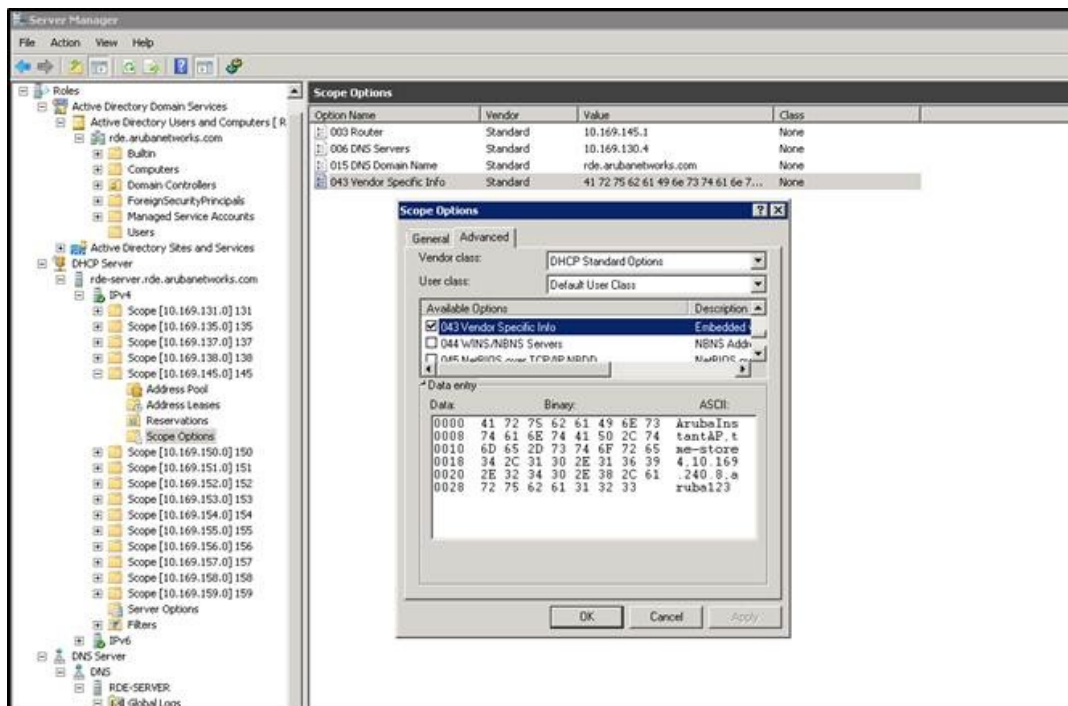 Server Manager
File Action View Help
Roles
Active Directory Domain Services
Active Directory Users and Computers [ R
rde.arubanetworks.com
Builtin
Computers
Domain Controllers
ForeignSecurityPrincipals
Managed Service Accounts
Users
Active Directory Sites and Services
DHCP Server
rde-server.rde.arubanetworks.com
IPv4
Scope [10.169.131.0] 131
Scope [10.169.135.0] 135
Scope [10.169.137.0] 137
Scope [10.169.138.0] 138
Scope [10.169.145.0] 145
Address Pool
Address Leases
Reservations
Scope Options
Scope [10.169.150.0] 150
Scope [10.169.151.0] 151
Scope [10.169.152.0] 152
Scope [10.169.153.0] 153
Scope [10.169.154.0] 154
Scope [10.169.155.0] 155
Scope [10.169.156.0] 156
Scope [10.169.157.0] 157
Scope [10.169.158.0] 158
Scope [10.169.159.0] 159
Server Options
Filters
IPv6
DNS Server
DNS
RDE-SERVER
Global Logs
Scope Options
Option Name Vendor Value Class
003 Router Standard 10.169.145.1 None
006 DNS Servers Standard 10.169.130.4 None
015 DNS Domain Name Standard rde.arubanetworks.com None
043 Vendor Specific Info Standard 41 72 75 62 61 49 6e 73 74 61 6e 7... None
Scope Options
General Advanced
Vendor class: DHCP Standard Options
User class: Default User Class
Available Options Description
043 Vendor Specific Info Embedded v
044 WINS/NBNS Servers NBNS Addr
045 NetBIOS over TCP/IP NBDD NetBIOS ov
Data entry
Data: Binary: ASCII:
0000 41 72 75 62 61 49 6E 73 ArubaIns
0008 74 61 6E 74 41 50 2C 74 tantAP,t
0010 6D 65 2D 73 74 6F 72 65 me-store
0018 34 2C 31 30 2E 31 36 39 4,10.169
0020 2E 32 34 30 2E 38 2C 61 .240.8,a
0028 72 75 62 61 31 32 33 ruba123
OK Cancel Apply